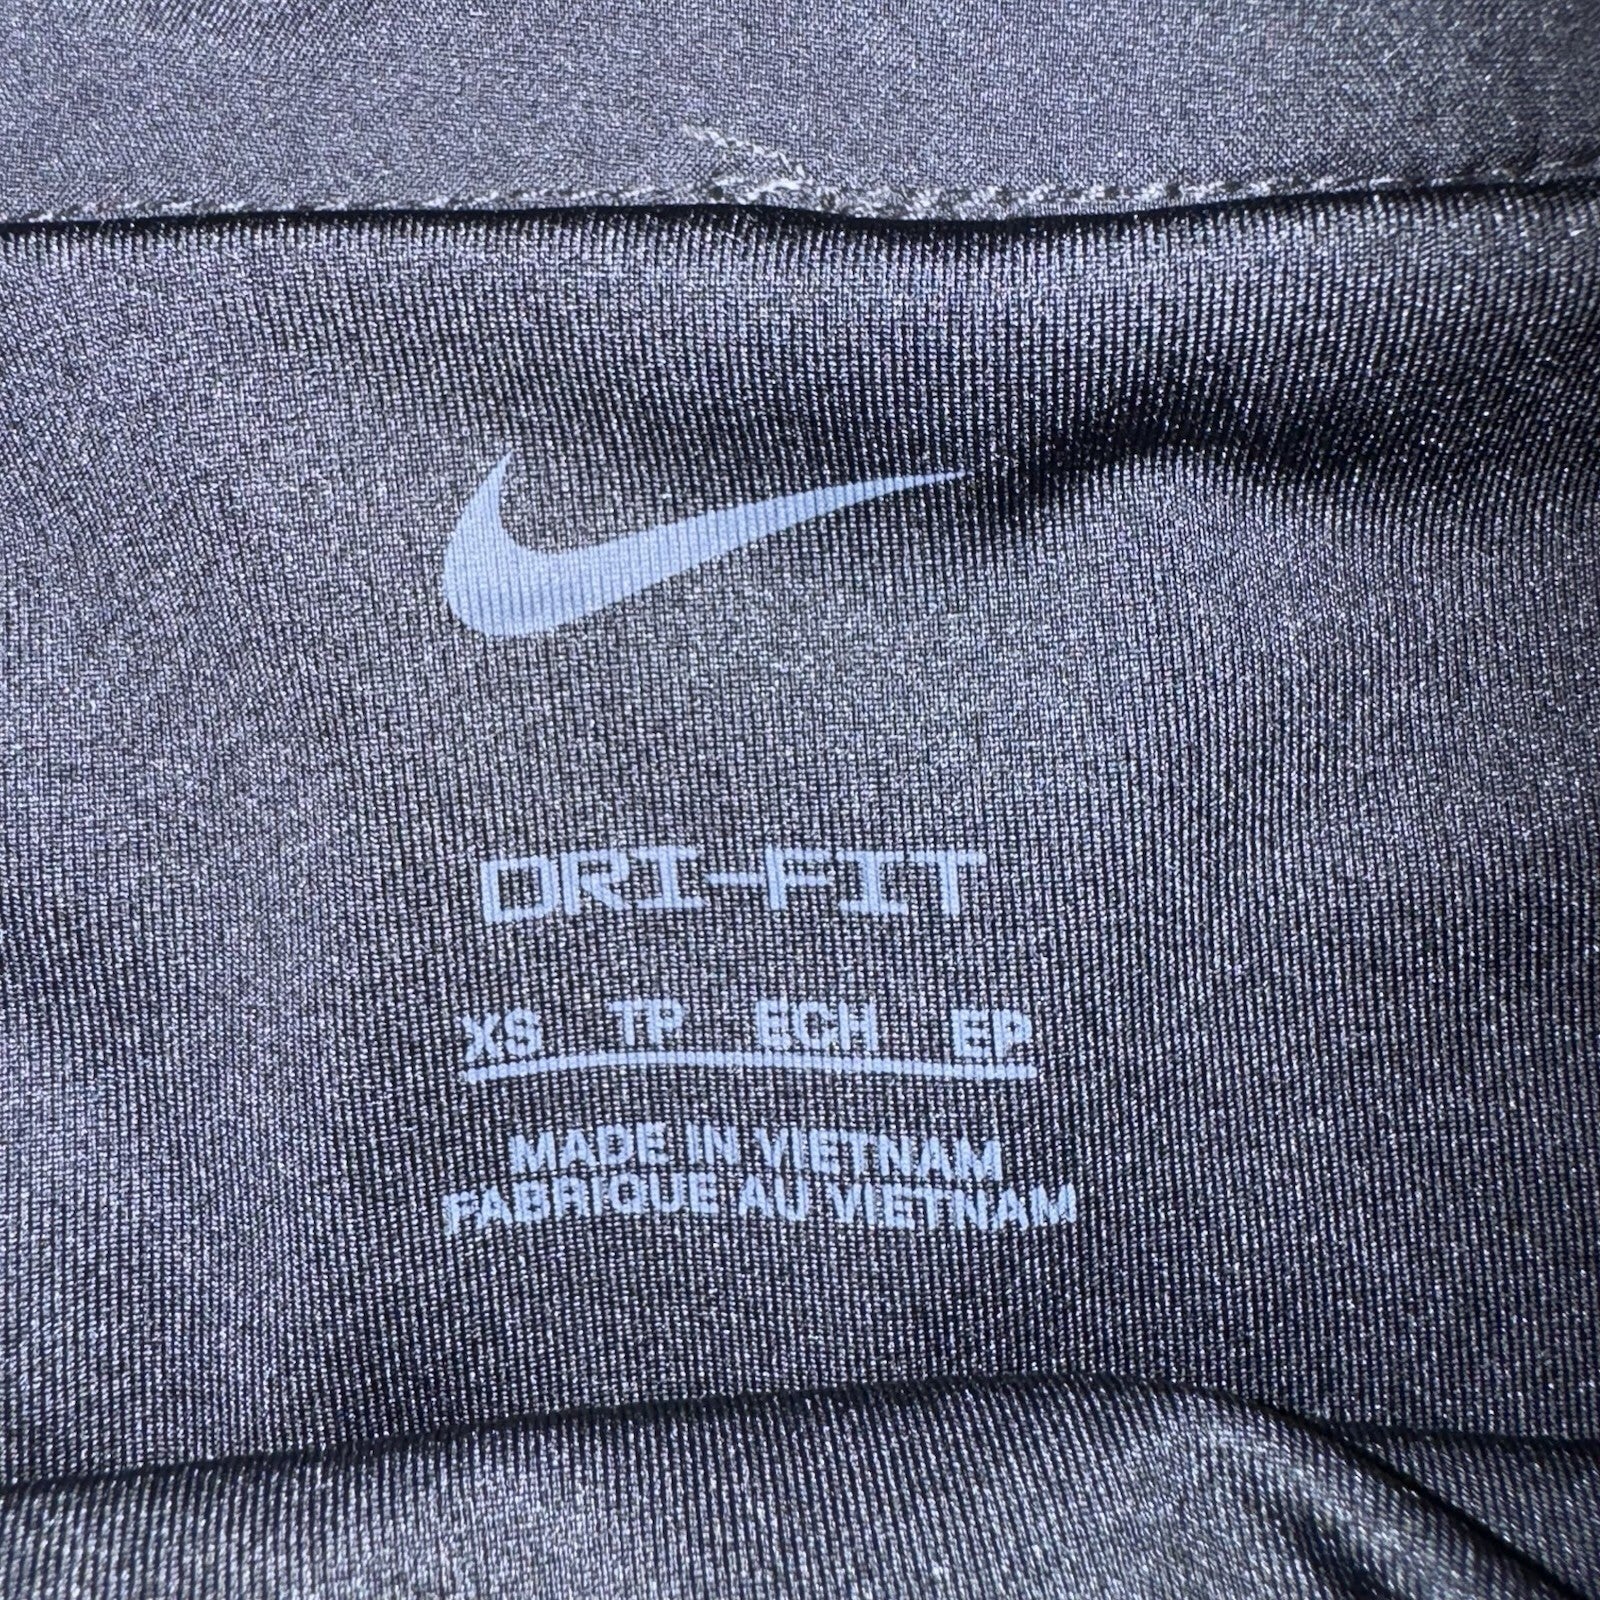 DRI-FIT
XS TP ECH EP
MADE IN VIETNAM
FABRIQUE AU VIETNAM